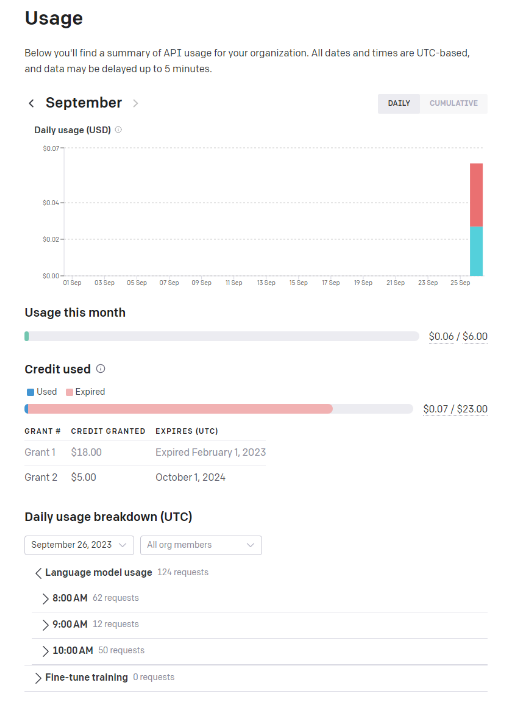 Usage
Below you'll find a summary of API usage for your organization. All dates and times are UTC-based,
and data may be delayed up to 5 minutes.
September
DAILY CUMULATIVE
Daily usage (USD)
$0.07
$0.04
$0.02
$0.00
01 Sep 03 Sep 05 Sep 07 Sep 09 Sep 11 Sep 13 Sep 15 Sep 17 Sep 19 Sep 21 Sep 23 Sep 25 Sep
Usage this month
$0.06 / $6.00
Credit used
Used Expired
$0.07 / $23.00
GRANT # CREDIT GRANTED EXPIRES (UTC)
Grant 1 $18.00 Expired February 1, 2023
Grant 2 $5.00 October 1, 2024
Daily usage breakdown (UTC)
September 26, 2023 All org members
Language model usage 124 requests
8:00 AM 62 requests
9:00 AM 12 requests
10:00 AM 50 requests
Fine-tune training 0 requests